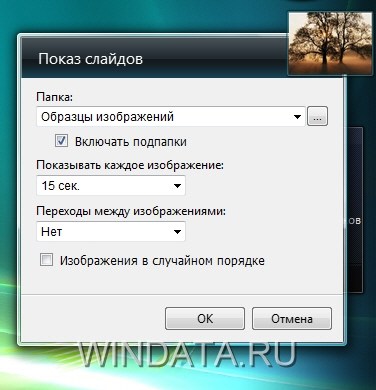 Показ слайдов
Папка:
Образцы изображений
...
Включать подпапки
Показывать каждое изображение:
15 сек.
Переходы между изображениями:
Нет
ов
Изображения в случайном порядке
ОК Отмена
WINDATA.RU